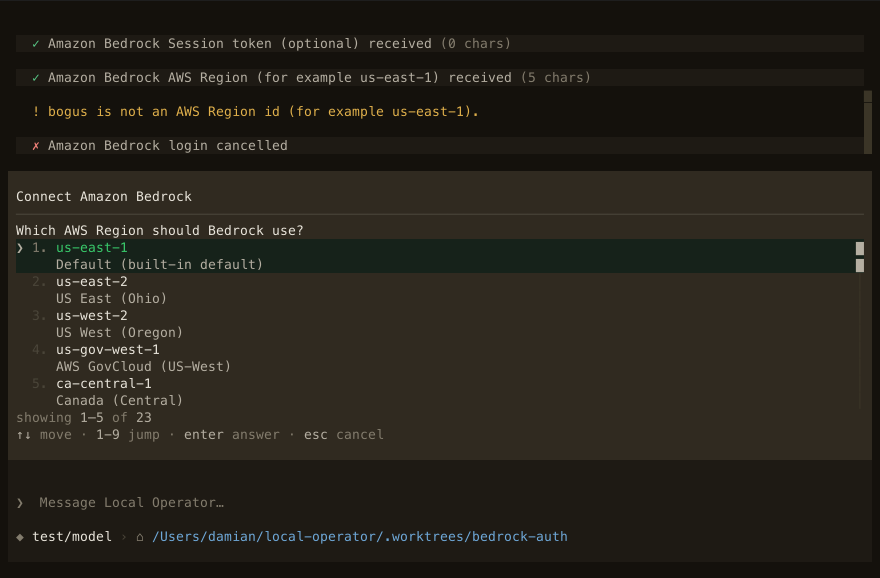 ✓ Amazon Bedrock Session token (optional) received (0 chars)
✓ Amazon Bedrock AWS Region (for example us-east-1) received (5 chars)
! bogus is not an AWS Region id (for example us-east-1).
✗ Amazon Bedrock login cancelled
Connect Amazon Bedrock
Which AWS Region should Bedrock use?
❯ 1. us-east-1
Default (built-in default)
2. us-east-2
US East (Ohio)
3. us-west-2
US West (Oregon)
4. us-gov-west-1
AWS GovCloud (US-West)
5. ca-central-1
Canada (Central)
showing 1–5 of 23
↑↓ move · 1-9 jump · enter answer · esc cancel
❯ Message Local Operator…
◆ test/model › ⌂ /Users/damian/local-operator/.worktrees/bedrock-auth